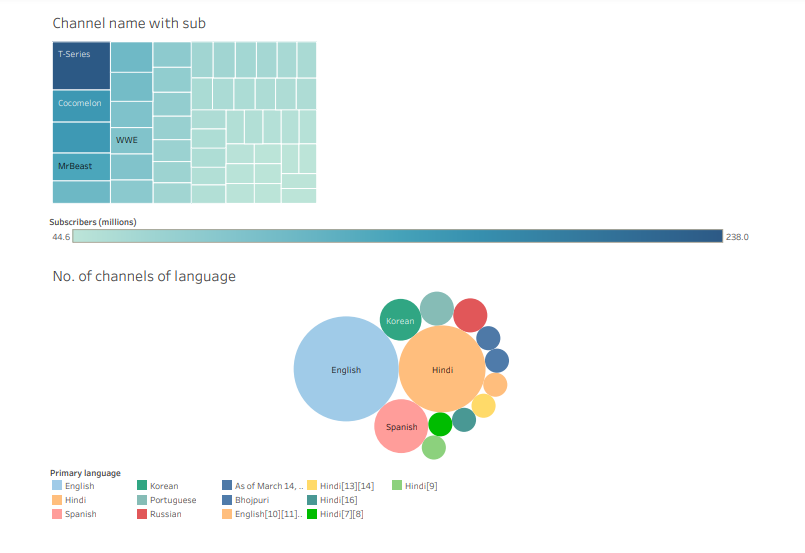 Channel name with sub
T-Series
Cocomelon
WWE
MrBeast
Subscribers (millions)
44.6 238.0
No. of channels of language
Korean
English Hindi
Spanish
Primary language
English Korean As of March 14, .. Hindi[13][14] Hindi[9]
Hindi Portuguese Bhojpuri Hindi[16]
Spanish Russian English[10][11].. Hindi[7][8]